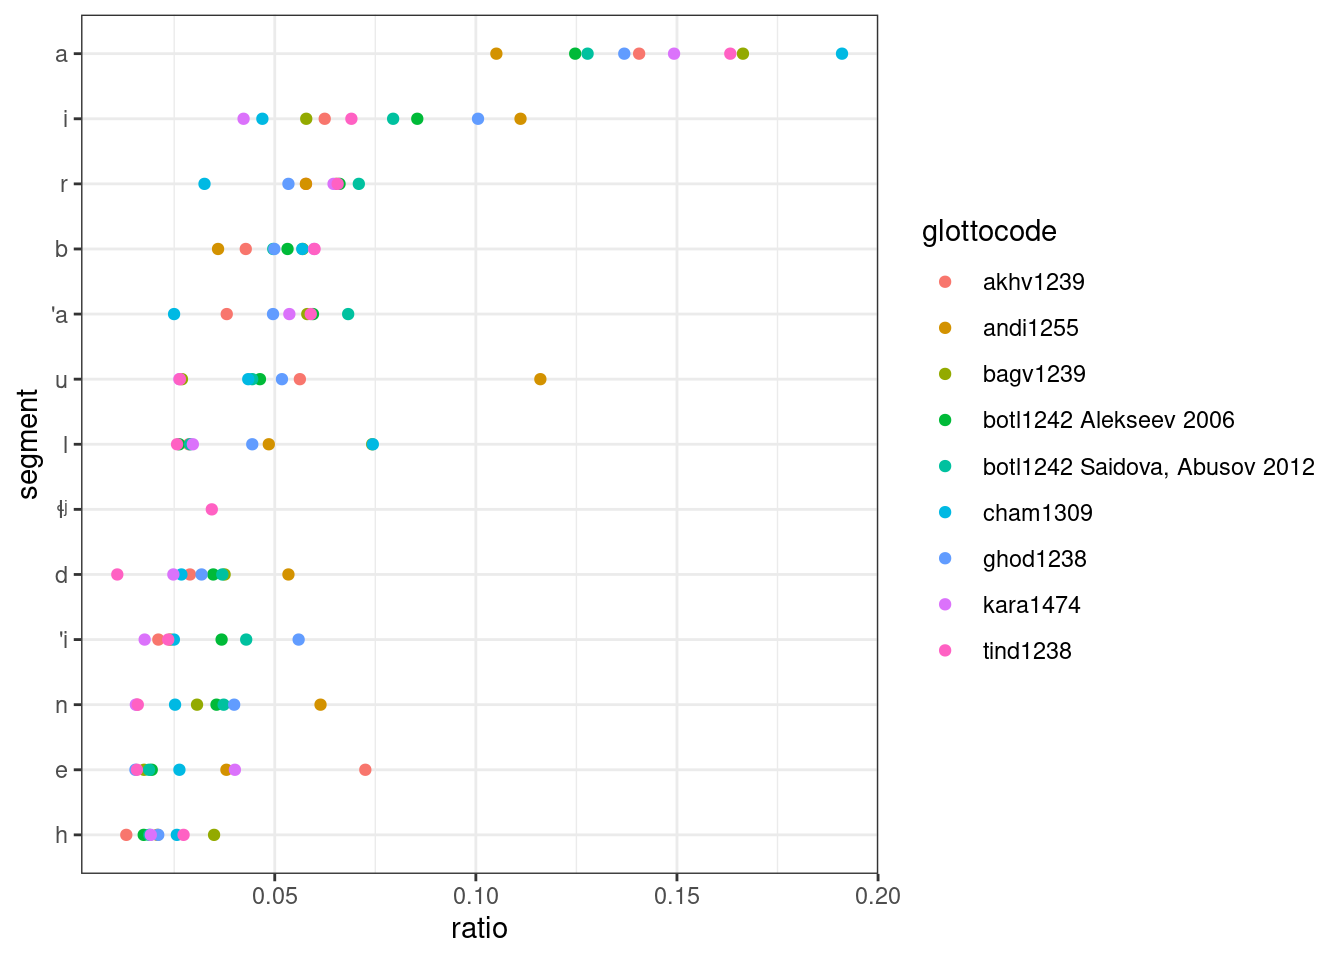 a
i
r
b
'a
u
l
d
'i
n
e
h
segment
0.05 0.10 0.15 0.20
ratio
glottocode
akhv1239
andi1255
bagv1239
botl1242 Alekseev 2006
botl1242 Saidova, Abusov 2012
cham1309
ghod1238
kara1474
tind1238